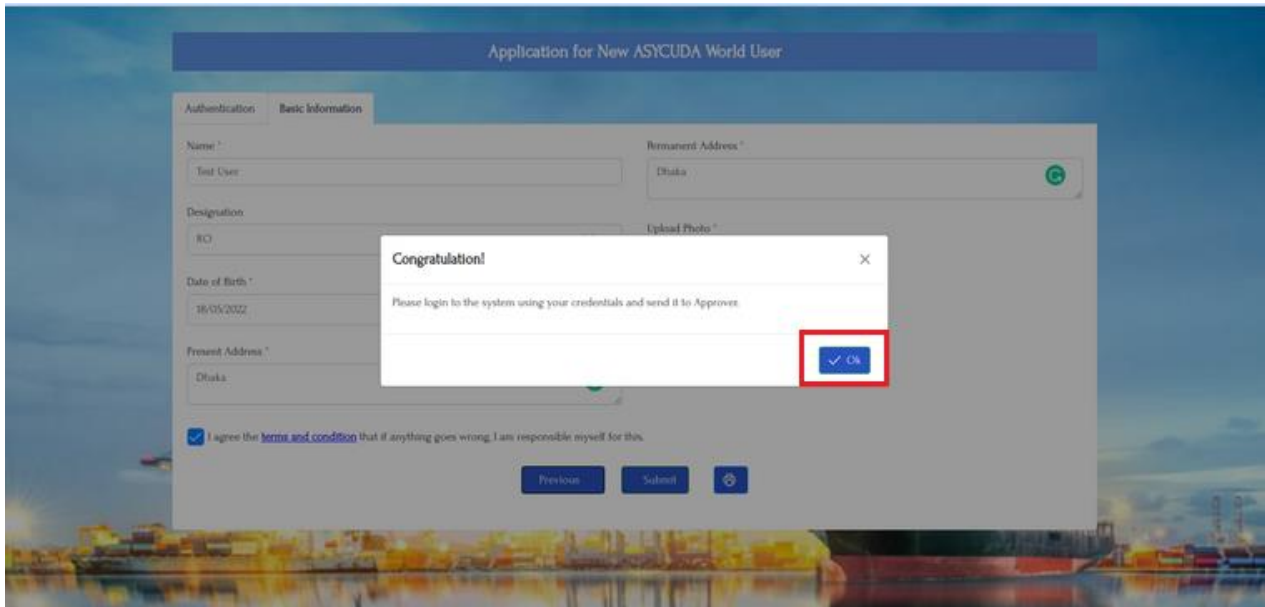 Application for New ASYCUDA World User
Authentication Basic Information
Name *
Test User
Permanent Address *
Dhaka
Designation
RO
Upload Photo *
Congratulation!
Please login to the system using your credentials and send it to Approver.
Ok
Date of Birth *
18/05/2022
Present Address *
Dhaka
I agree the terms and condition that if anything goes wrong, I am responsible myself for this.
Previous Submit